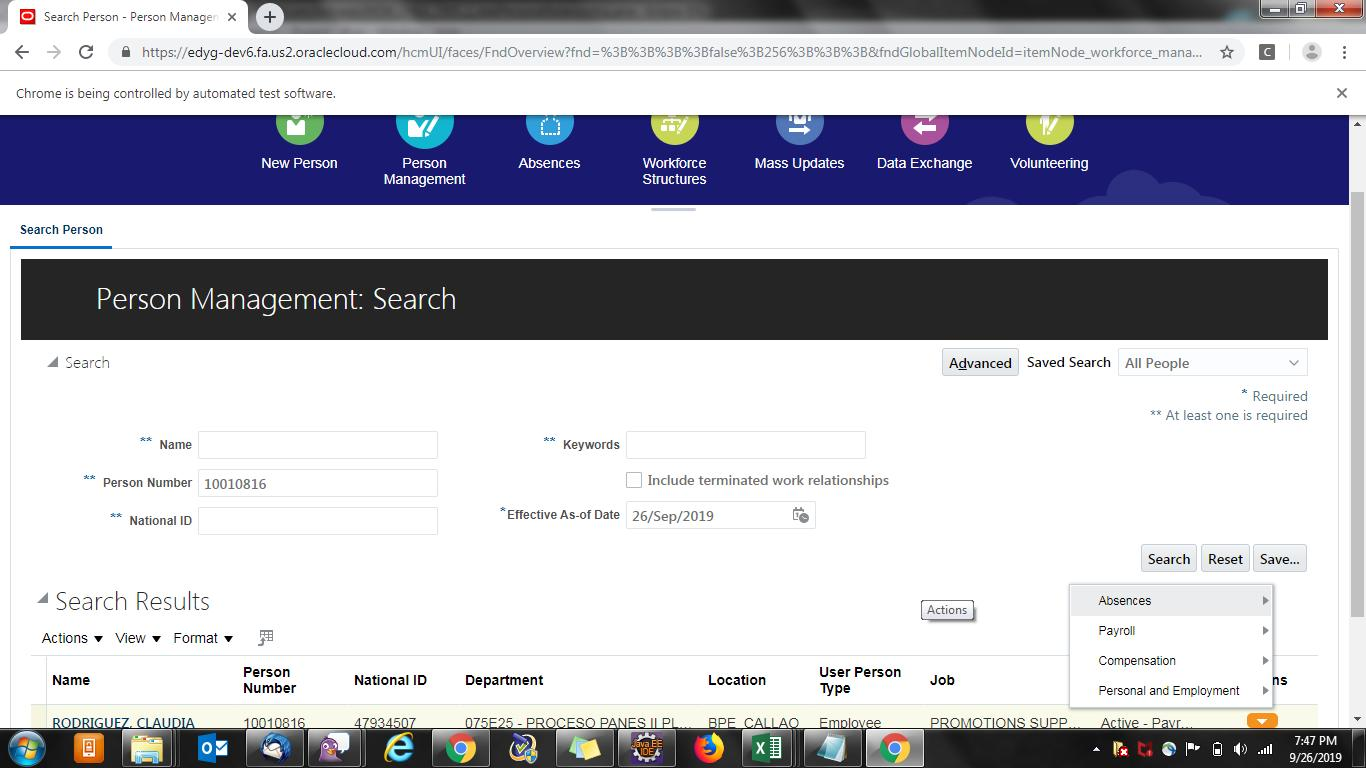 Search Person - Person Managen
https://edyg-dev6.fa.us2.oraclecloud.com/hcmUI/faces/FndOverview?fnd=%3B%3B%3B%3Bfalse%3B256%3B%3B%3B&fndGlobalItemNodeId=itemNode_workforce_mana...
C
Chrome is being controlled by automated test software.
New Person
Person Management
Absences
Workforce Structures
Mass Updates
Data Exchange
Volunteering
Search Person
Person Management: Search
Search
Advanced Saved Search All People
* Required
** At least one is required
** Name
** Keywords
** Person Number 10010816
Include terminated work relationships
** National ID
*Effective As-of Date 26/Sep/2019
Search Reset Save...
Search Results
Actions
Absences
Payroll
Compensation
Personal and Employment
Actions View Format
Name Person Number National ID Department Location User Person Type Job ns
RODRIGUEZ, CLAUDIA 10010816 47934507 075E25 - PROCESO PANES II PL... BPE_CALLAO Employee PROMOTIONS SUPP... Active - Payr...
Java EE IDE
7:47 PM
9/26/2019